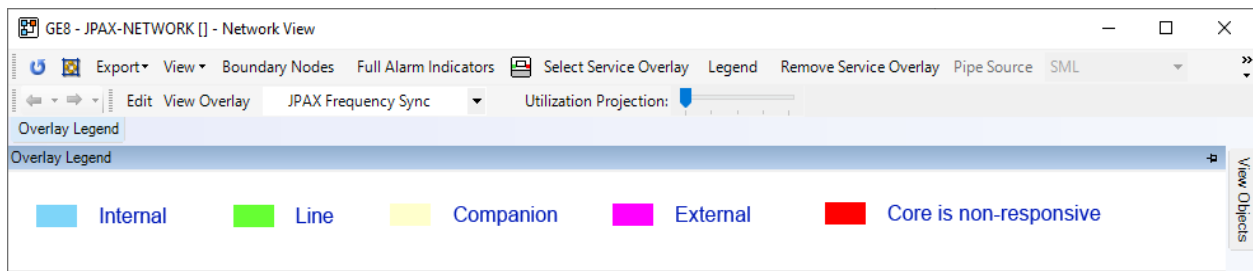 GE8 - JPAX-NETWORK [] - Network View
Export View Boundary Nodes Full Alarm Indicators Select Service Overlay Legend Remove Service Overlay Pipe Source SML
Edit View Overlay JPAX Frequency Sync Utilization Projection:
Overlay Legend
Overlay Legend
View Objects
Internal Line Companion External Core is non-responsive